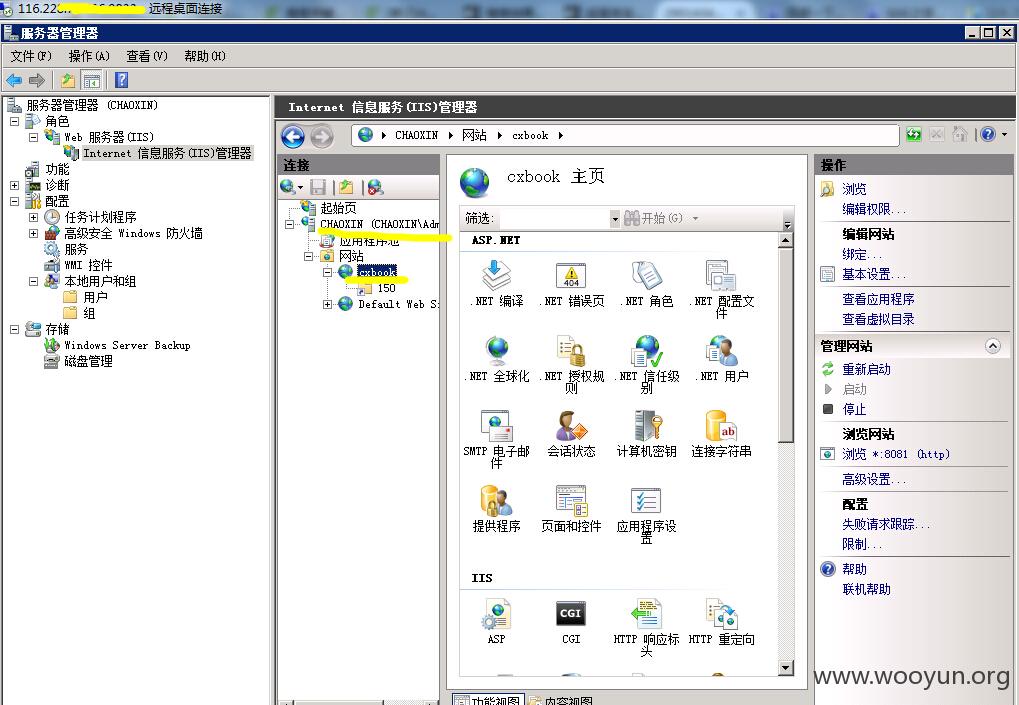 远程桌面连接
服务器管理器
文件(F) 操作(A) 查看(V) 帮助(H)
服务器管理器 (CHAOXIN)
角色
Web 服务器(IIS)
Internet 信息服务(IIS)管理器
功能
诊断
配置
任务计划程序
高级安全 Windows 防火墙
服务
WMI 控件
本地用户和组
用户
组
存储
Windows Server Backup
磁盘管理
Internet 信息服务(IIS)管理器
CHAOXIN 网站 cxbook
连接
起始页
CHAOXIN (CHAOXIN\Adm
应用程序池
网站
cxbook
150
Default Web S
cxbook 主页
筛选: 开始(G)
ASP.NET
.NET 编译
.NET 错误页
.NET 角色
.NET 配置文
件
.NET 全球化
.NET 授权规
则
.NET 信任级
别
.NET 用户
SMTP 电子邮
件
会话状态
计算机密钥
连接字符串
提供程序
页面和控件
应用程序设
置
IIS
ASP
CGI
CGI
HTTP 响应标
头
HTTP 重定向
404
ab
功能视图 内容视图
操作
浏览
编辑权限...
编辑网站
绑定...
基本设置...
查看应用程序
查看虚拟目录
管理网站
重新启动
启动
停止
浏览网站
浏览 *:8081 (http)
高级设置...
配置
失败请求跟踪...
限制...
帮助
联机帮助
www.wooyun.org